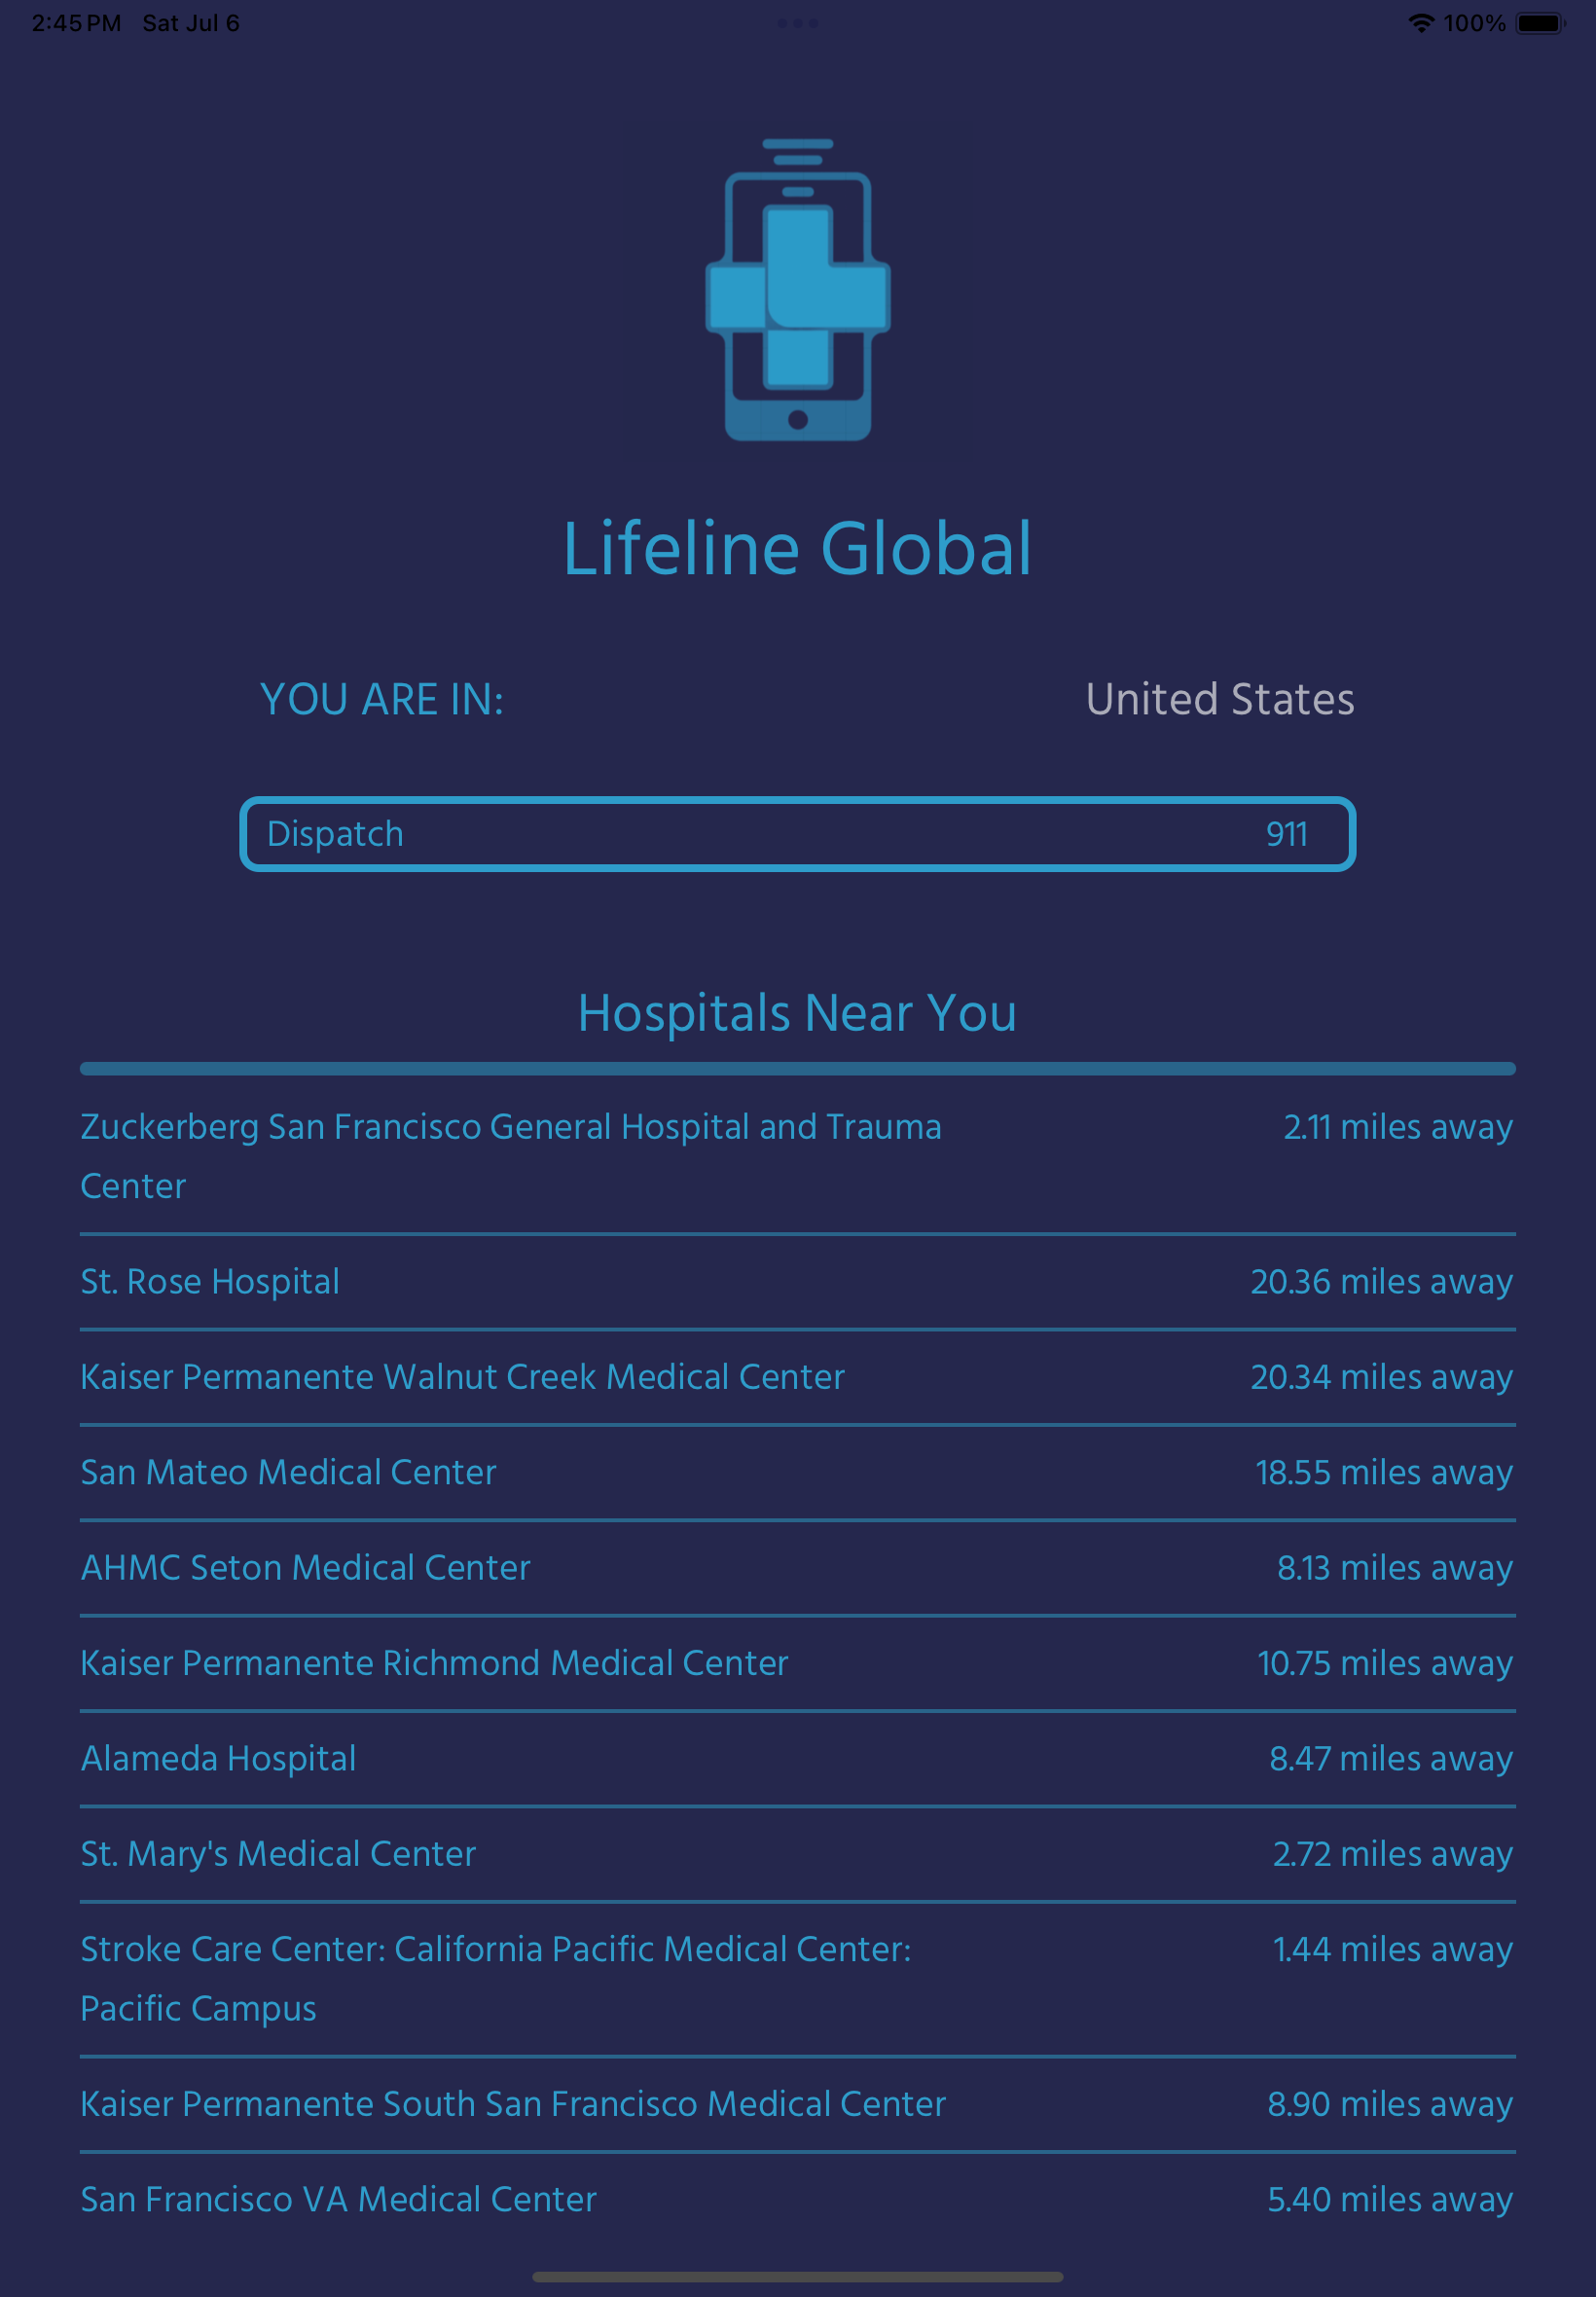 2:45 PM Sat Jul 6
100%
Lifeline Global
YOU ARE IN: United States
Dispatch 911
Hospitals Near You
Zuckerberg San Francisco General Hospital and Trauma 2.11 miles away
Center
St. Rose Hospital 20.36 miles away
Kaiser Permanente Walnut Creek Medical Center 20.34 miles away
San Mateo Medical Center 18.55 miles away
AHMC Seton Medical Center 8.13 miles away
Kaiser Permanente Richmond Medical Center 10.75 miles away
Alameda Hospital 8.47 miles away
St. Mary's Medical Center 2.72 miles away
Stroke Care Center: California Pacific Medical Center: 1.44 miles away
Pacific Campus
Kaiser Permanente South San Francisco Medical Center 8.90 miles away
San Francisco VA Medical Center 5.40 miles away